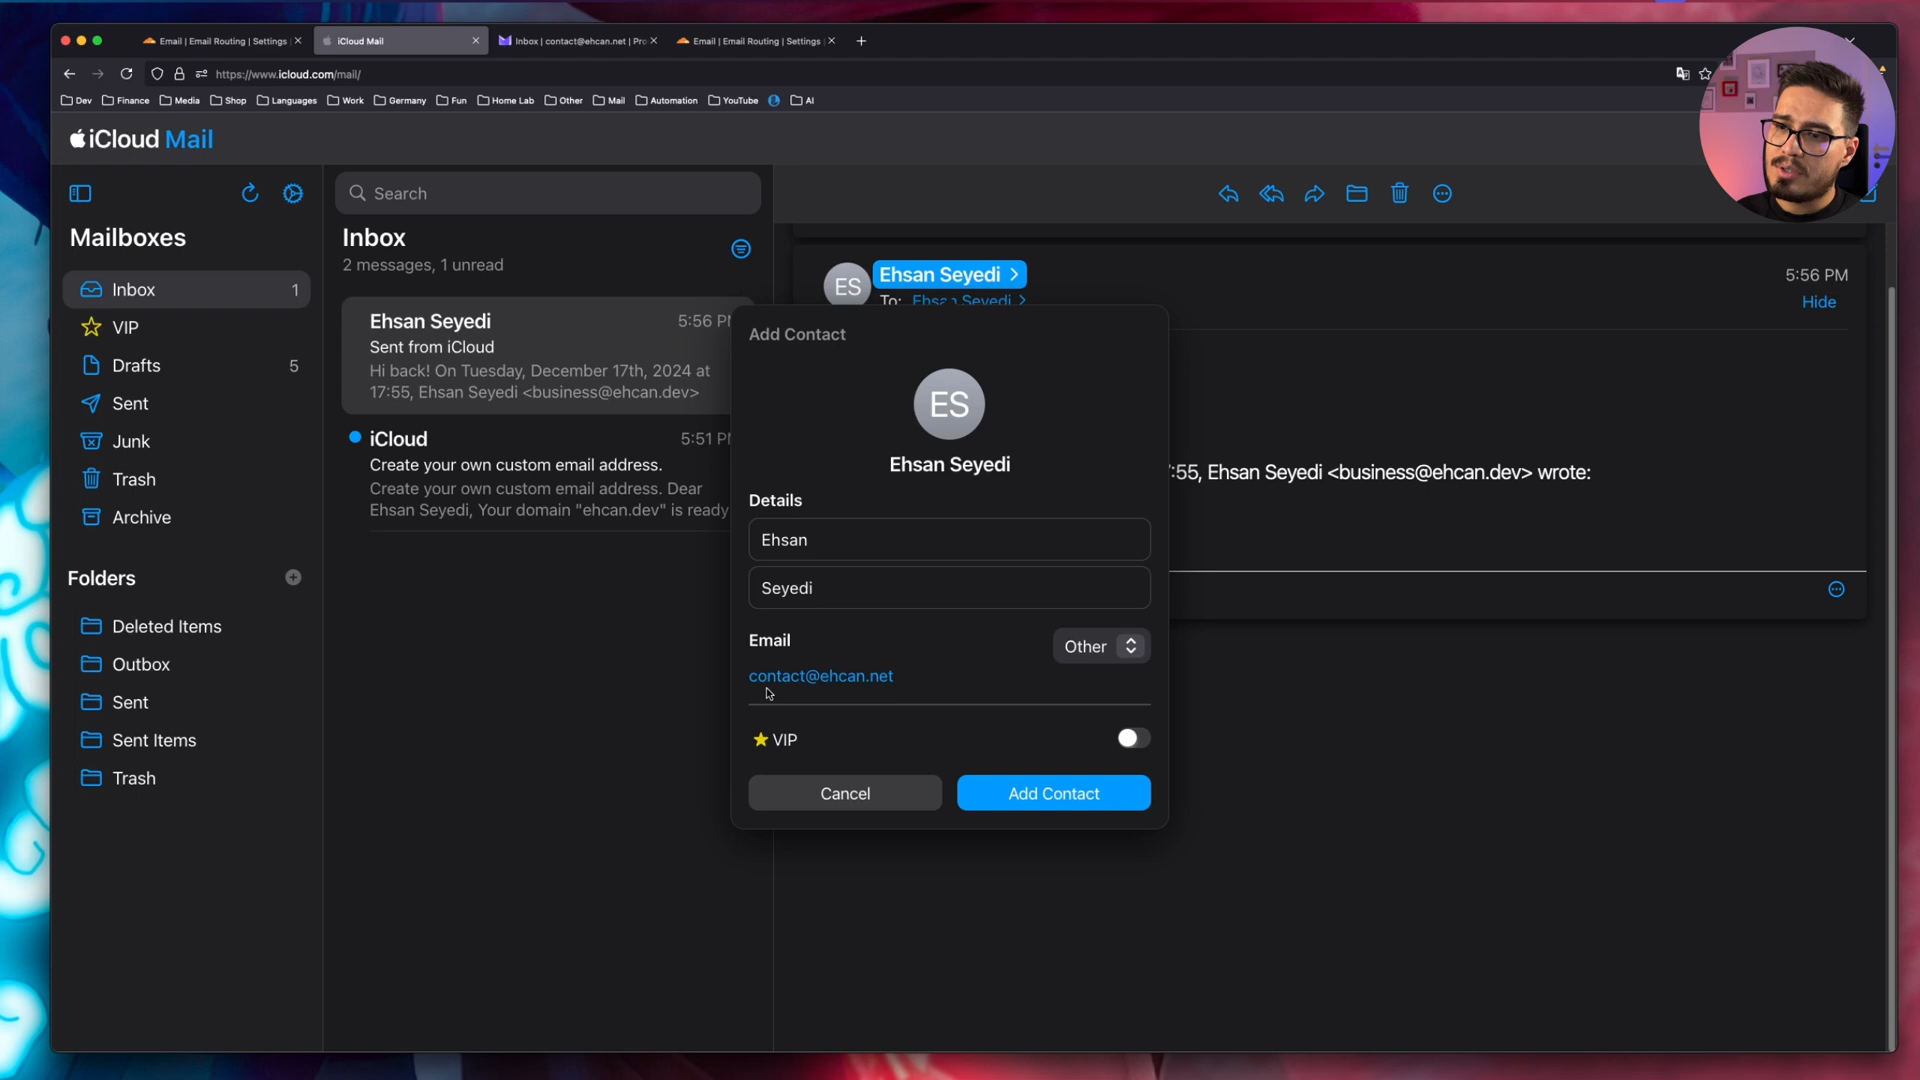 Email | Email Routing | Settings
iCloud Mail
Inbox | contact@ehcan.net | Pro
Email | Email Routing | Settings
https://www.icloud.com/mail/
Dev
Finance
Media
Shop
Languages
Work
Germany
Fun
Home Lab
Other
Mail
Automation
YouTube
AI
iCloud Mail
Mailboxes
Inbox 1
VIP
Drafts 5
Sent
Junk
Trash
Archive
Folders
Deleted Items
Outbox
Sent
Sent Items
Trash
Search
Inbox
2 messages, 1 unread
Ehsan Seyedi 5:56 PM
Sent from iCloud
Hi back! On Tuesday, December 17th, 2024 at
17:55, Ehsan Seyedi <business@ehcan.dev>
iCloud 5:51 PM
Create your own custom email address.
Create your own custom email address. Dear
Ehsan Seyedi, Your domain "ehcan.dev" is ready
ES
Ehsan Seyedi
5:56 PM
To: Ehsan Seyedi
Hide
:55, Ehsan Seyedi <business@ehcan.dev> wrote:
Add Contact
ES
Ehsan Seyedi
Details
Ehsan
Seyedi
Email
Other
contact@ehcan.net
VIP
Cancel
Add Contact